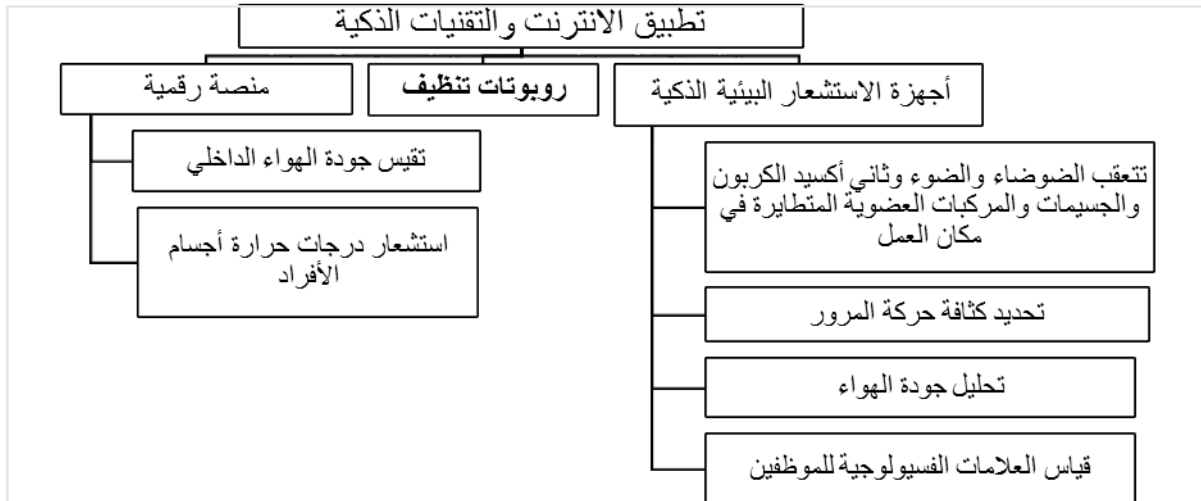 تطبيق الانترنت والتقنيات الذكية
أجهزة الاستشعار البيئية الذكية
تتعقب الضوضاء والضوء وثاني أكسيد الكربون
والجسيمات والمركبات العضوية المتطايرة في
مكان العمل
تحديد كثافة حركة المرور
تحليل جودة الهواء
قياس العلامات الفسيولوجية للموظفين
روبوتات تنظيف
منصة رقمية
تقيس جودة الهواء الداخلي
استشعار درجات حرارة أجسام
الأفراد